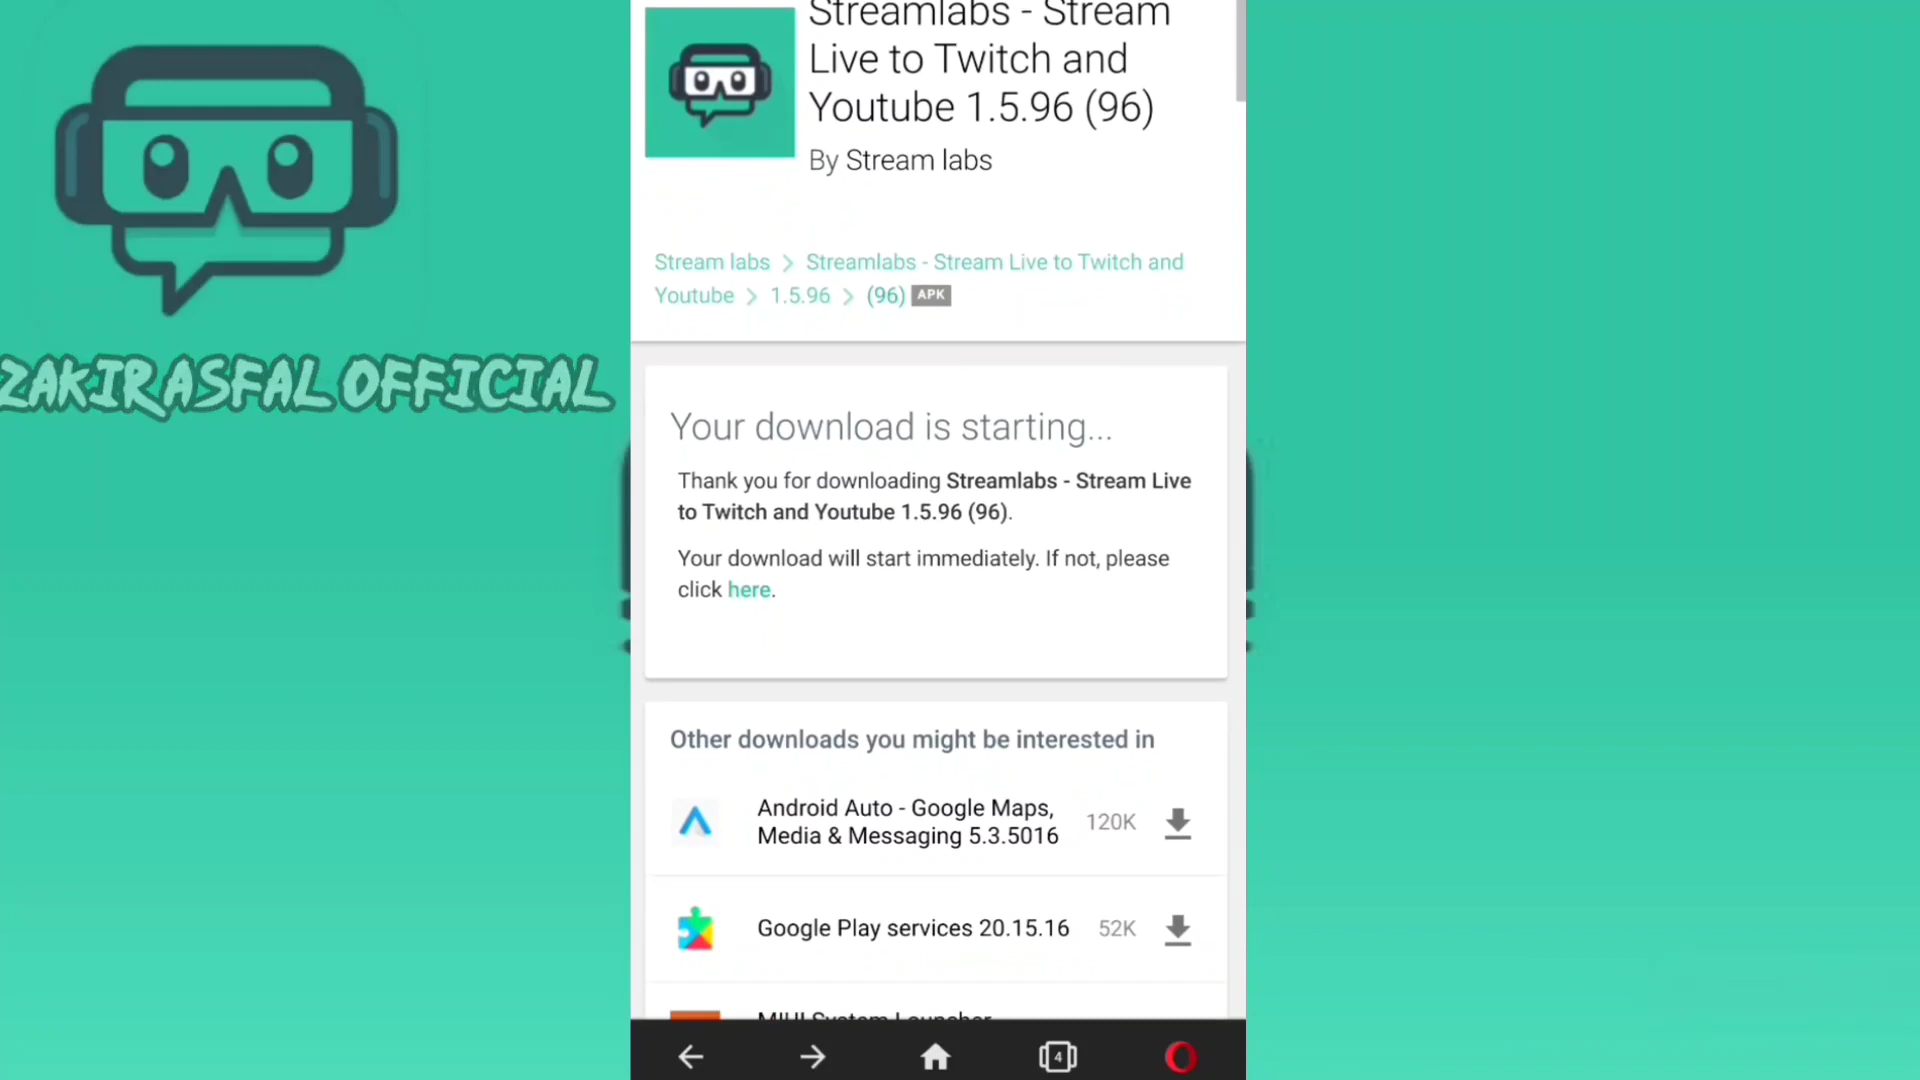 Streamlabs - Stream
Live to Twitch and
Youtube 1.5.96 (96)
By Stream labs
Stream labs > Streamlabs - Stream Live to Twitch and
Youtube > 1.5.96 > (96) APK
ZAKIRASFAL OFFICIAL
Your download is starting...
Thank you for downloading Streamlabs - Stream Live
to Twitch and Youtube 1.5.96 (96).
Your download will start immediately. If not, please
click here.
Other downloads you might be interested in
Android Auto - Google Maps,
Media & Messaging 5.3.5016
120K
Google Play services 20.15.16
52K
MIUI System Launcher
4